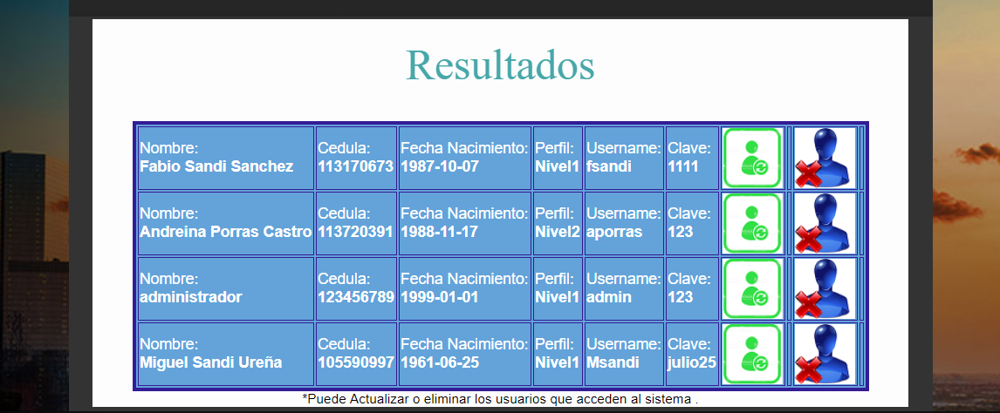 Resultados
Nombre: Cedula: Fecha Nacimiento: Perfil: Username: Clave:
Fabio Sandi Sanchez 113170673 1987-10-07 Nivel1 fsandi 1111
Nombre: Cedula: Fecha Nacimiento: Perfil: Username: Clave:
Andreina Porras Castro 113720391 1988-11-17 Nivel2 aporras 123
Nombre: Cedula: Fecha Nacimiento: Perfil: Username: Clave:
administrador 123456789 1999-01-01 Nivel1 admin 123
Nombre: Cedula: Fecha Nacimiento: Perfil: Username: Clave:
Miguel Sandi Ureña 105590997 1961-06-25 Nivel1 Msandi julio25
*Puede Actualizar o eliminar los usuarios que acceden al sistema .